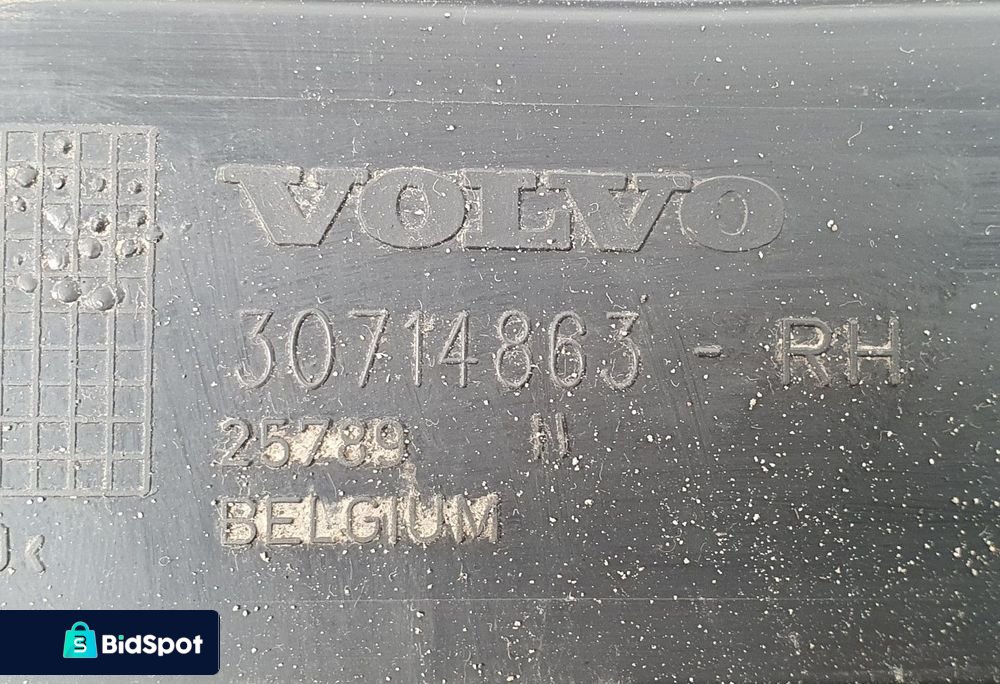 VOLVO
30714863 - RH
25789
BELGIUM
BidSpot